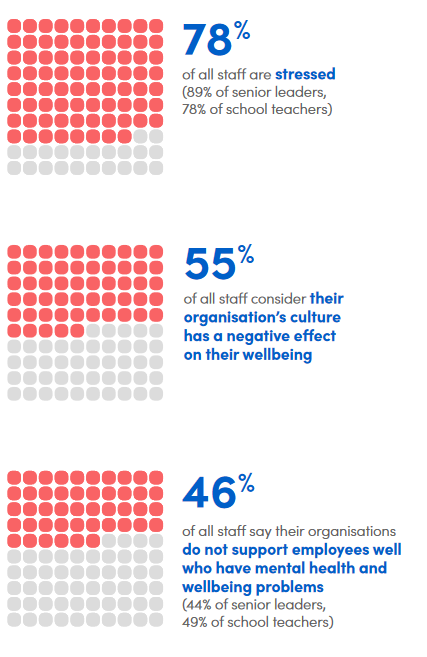 78%
of all staff are stressed
(89% of senior leaders,
78% of school teachers)
55%
of all staff consider their
organisation's culture
has a negative effect
on their wellbeing
46%
of all staff say their organisations
do not support employees well
who have mental health and
wellbeing problems
(44% of senior leaders,
49% of school teachers)